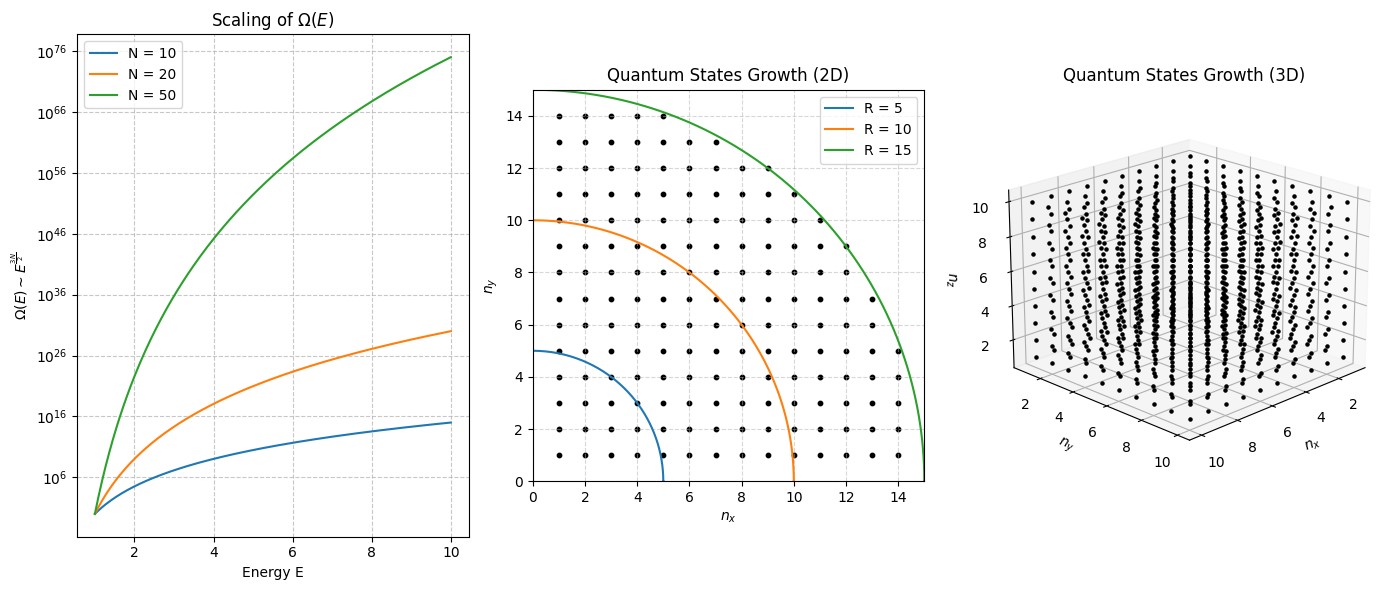 Scaling of Ω(E)
N = 10
N = 20
N = 50
10^76
10^66
10^56
10^46
10^36
10^26
10^16
10^6
Ω(E) ~ E^(3N/2)
2 4 6 8 10
Energy E
Quantum States Growth (2D)
R = 5
R = 10
R = 15
14
12
10
8
6
4
2
0
n_y
0 2 4 6 8 10 12 14
n_x
Quantum States Growth (3D)
10
8
6
4
2
n_z
2 4 6 8 10
n_y
10 8 6 4 2
n_x